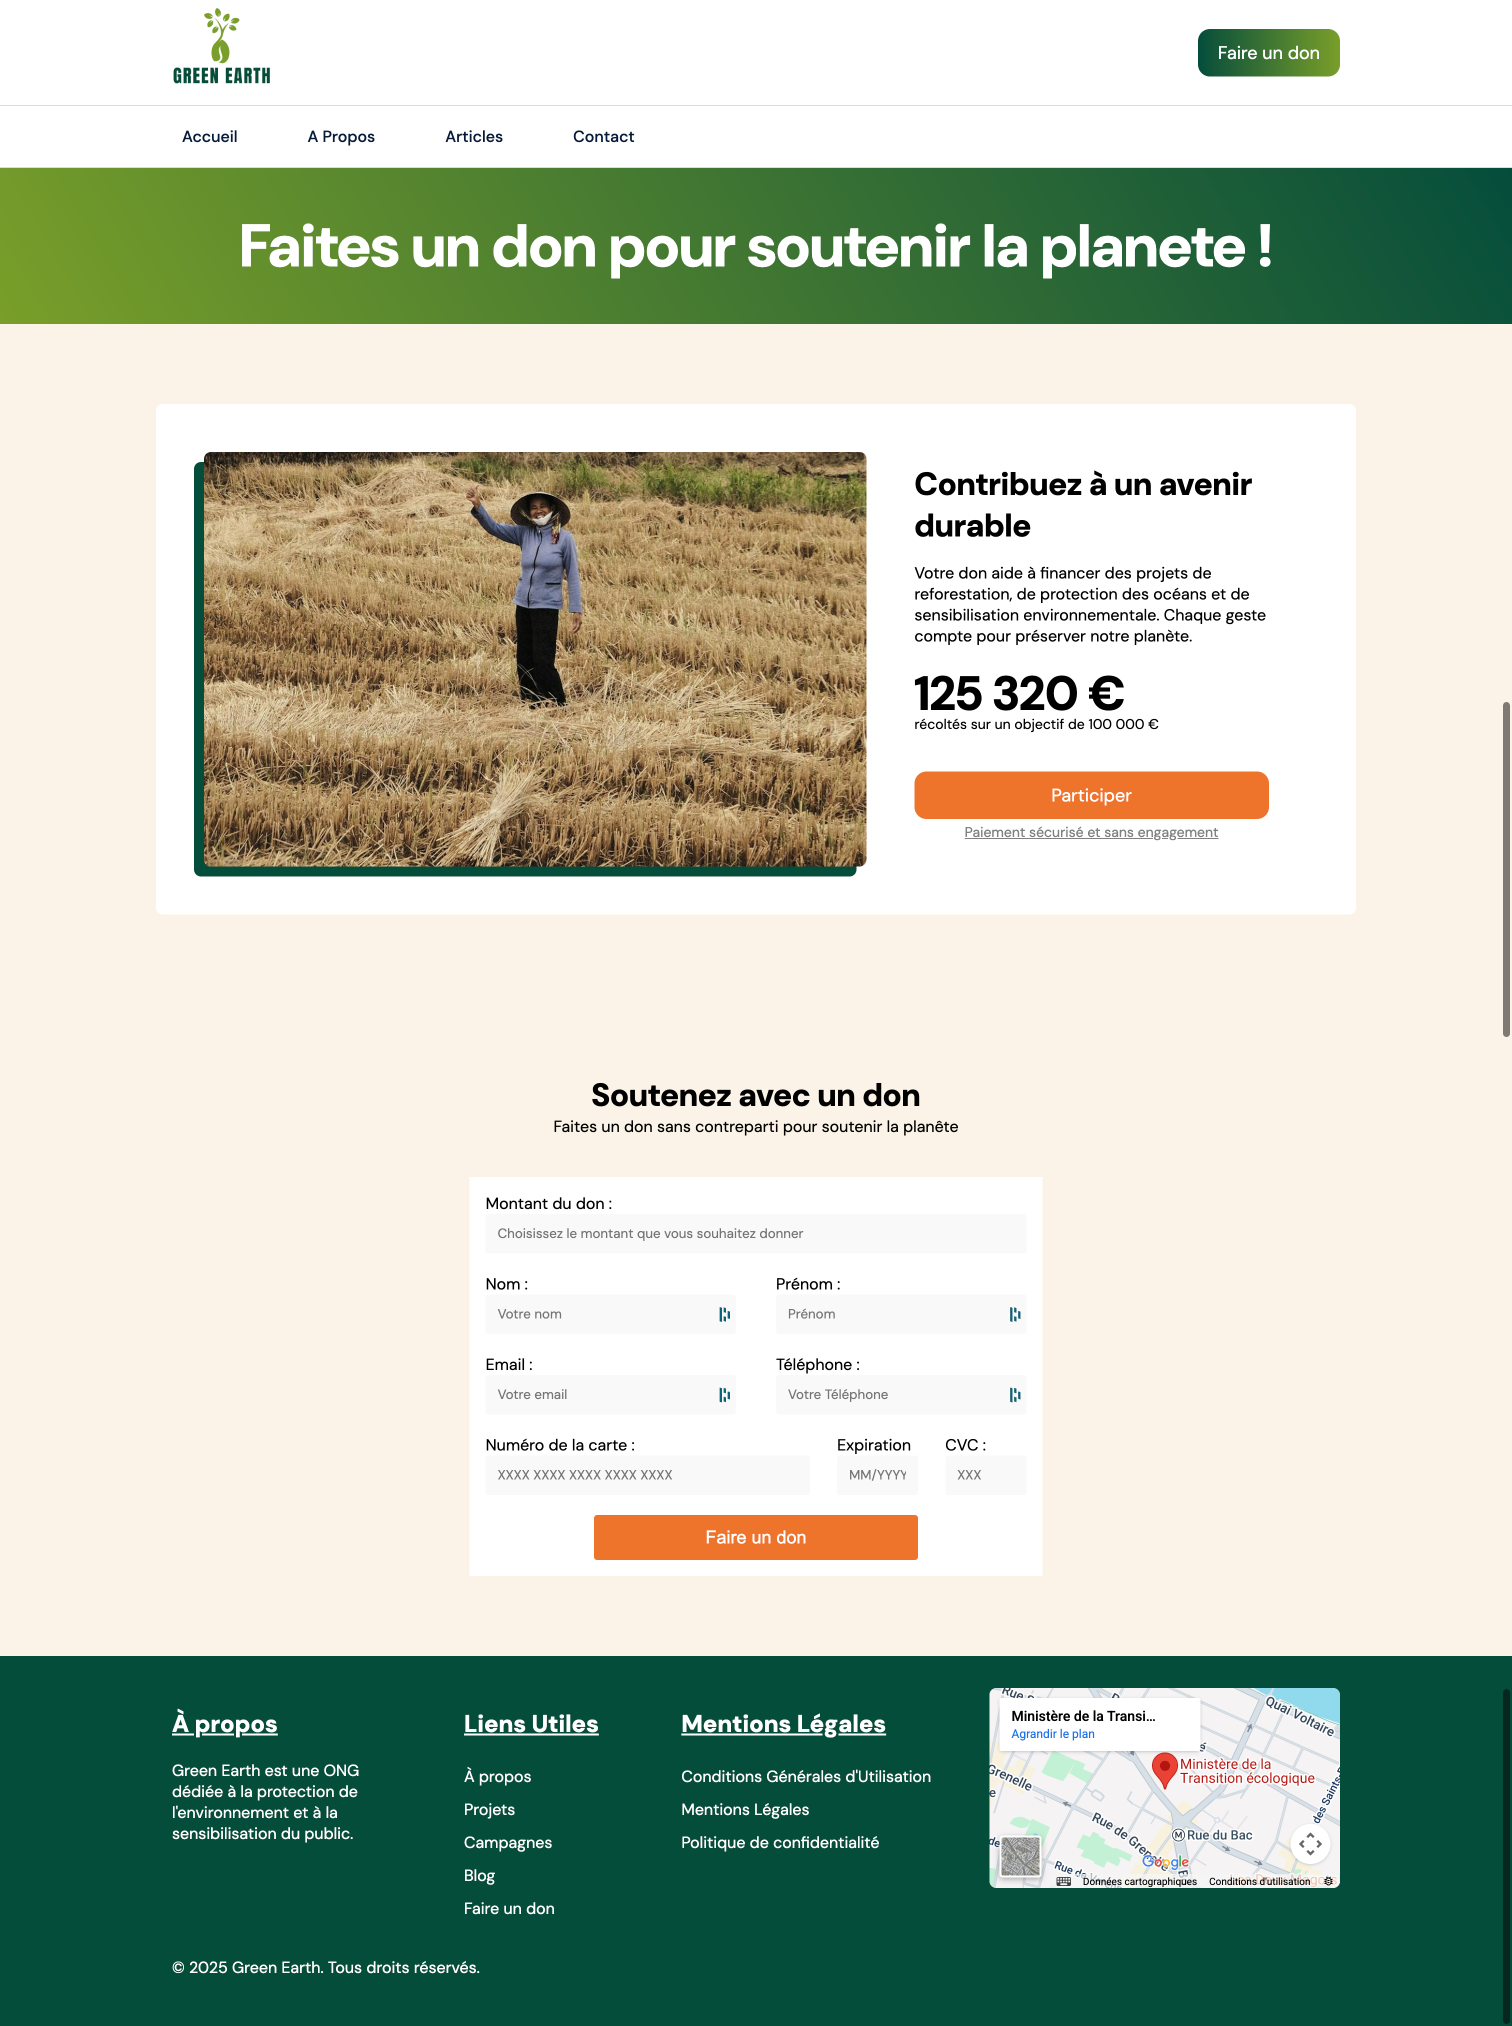 GREEN EARTH
Faire un don
Accueil
A Propos
Articles
Contact
Faites un don pour soutenir la planete !
Contribuez à un avenir
durable
Votre don aide à financer des projets de
reforestation, de protection des océans et de
sensibilisation environnementale. Chaque geste
compte pour préserver notre planète.
125 320 €
récoltés sur un objectif de 100 000 €
Participer
Paiement sécurisé et sans engagement
Soutenez avec un don
Faites un don sans contreparti pour soutenir la planête
Montant du don :
Choisissez le montant que vous souhaitez donner
Nom :
Prénom :
Votre nom
Prénom
Email :
Téléphone :
Votre email
Votre Téléphone
Numéro de la carte :
Expiration
CVC :
XXXX XXXX XXXX XXXX XXXX
MM/YYYY
XXX
Faire un don
À propos
Green Earth est une ONG
dédiée à la protection de
l'environnement et à la
sensibilisation du public.
Liens Utiles
À propos
Projets
Campagnes
Blog
Faire un don
Mentions Légales
Conditions Générales d'Utilisation
Mentions Légales
Politique de confidentialité
Quai Voltaire
Ministère de la Transi...
Agrandir le plan
Ministère de la
Transition écologique
Grenelle
des Saints
Rue de Grenelle
Rue du Bac
Google
Données cartographiques
Conditions d'utilisation
© 2025 Green Earth. Tous droits réservés.